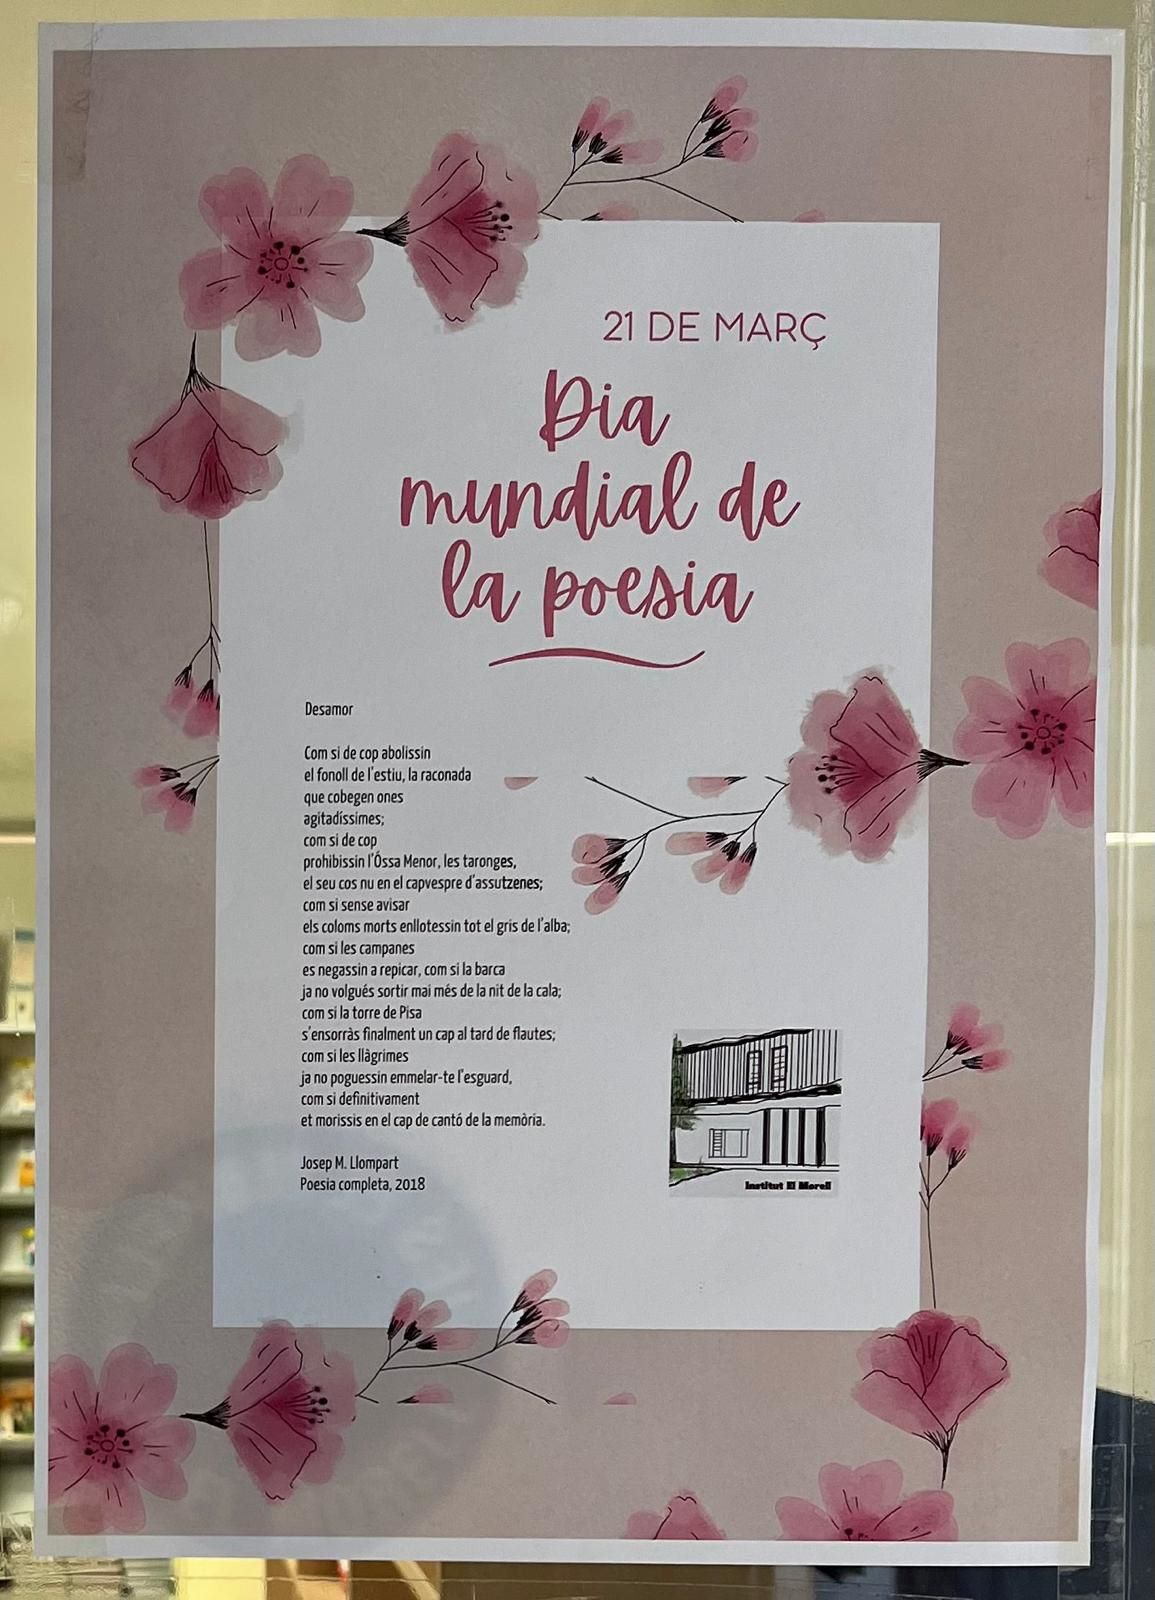 21 DE MARÇ
Dia
mundial de
la poesia
Desamor
Com si de cop abolissin
el fonoll de l'estiu, la raconada
que cobegen ones
agitadíssimes;
com si de cop
prohibissin l'Óssa Menor, les taronges,
el seu cos nu en el capvespre d'assutzenes;
com si sense avisar
els coloms morts enllotessin tot el gris de l'alba;
com si les campanes
es negassin a repicar, com si la barca
ja no volgués sortir mai més de la nit de la cala;
com si la torre de Pisa
s'ensorràs finalment un cap al tard de flautes;
com si les llàgrimes
ja no poguessin emmelar-te l'esguard,
com si definitivament
et morissis en el cap de cantó de la memòria.
Josep M. Llompart
Poesia completa, 2018
Institut El Morell